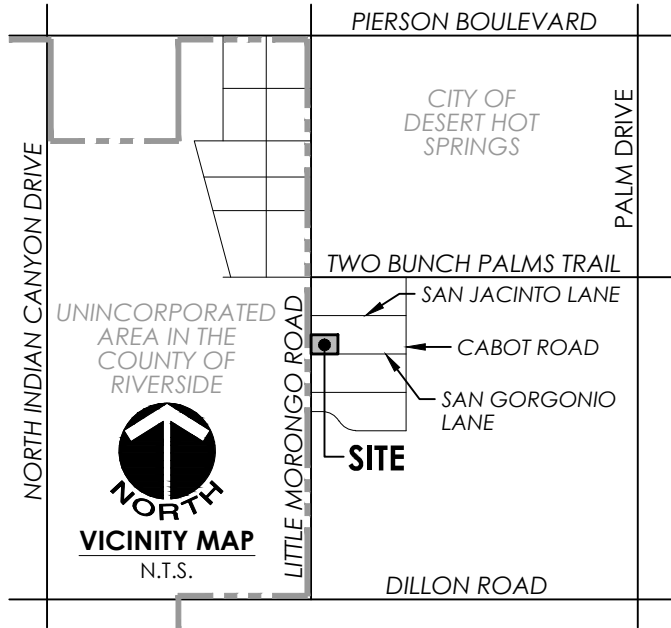 PIERSON BOULEVARD
CITY OF
DESERT HOT
SPRINGS
PALM DRIVE
NORTH INDIAN CANYON DRIVE
TWO BUNCH PALMS TRAIL
SAN JACINTO LANE
UNINCORPORATED
AREA IN THE
COUNTY OF
RIVERSIDE
LITTLE MORONGO ROAD
CABOT ROAD
SAN GORGONIO
LANE
SITE
NORTH
VICINITY MAP
N.T.S.
DILLON ROAD